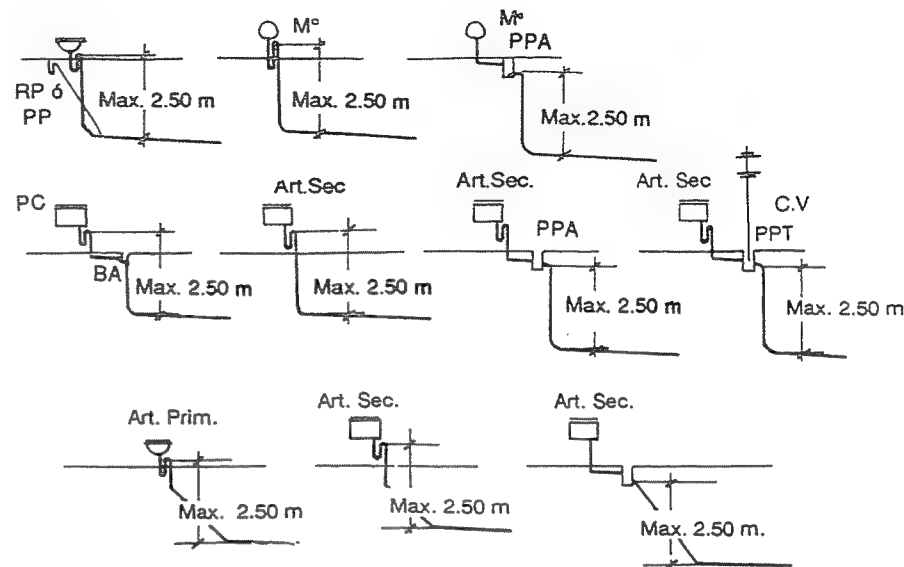 Mº
RP ó
PP
Max. 2.50 m
Max. 2.50 m
Mº
PPA
Max.2.50 m
PC
BA
Max. 2.50 m
Art.Sec
Max. 2.50 m
Art.Sec.
PPA
Max. 2.50 m
Art. Sec
C.V
PPT
Max. 2.50 m
Art. Prim.
Max. 2.50 m
Art. Sec.
Max. 2.50 m
Art. Sec.
Max. 2.50 m.